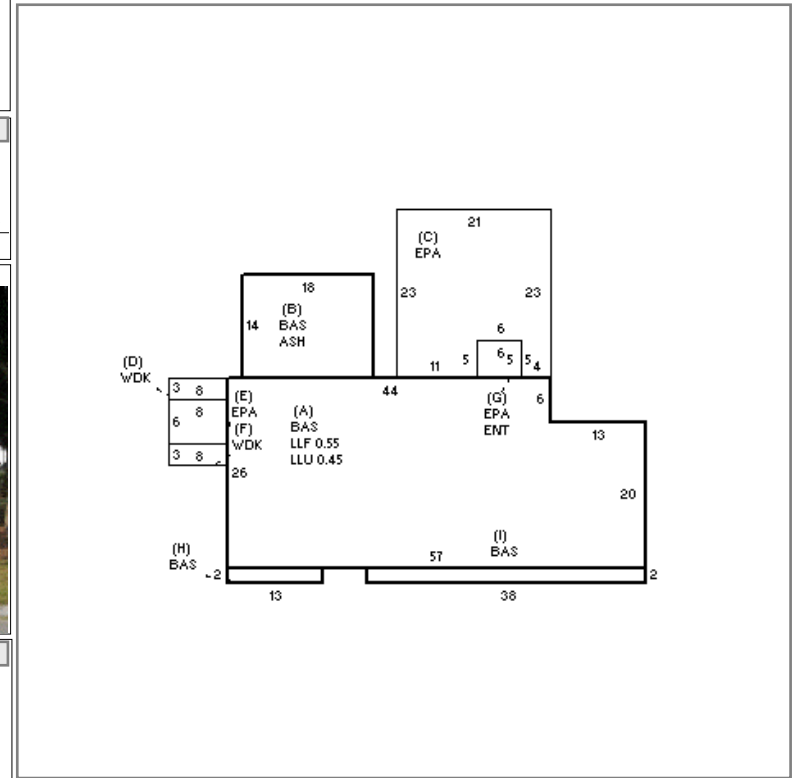 21
(C)
EPA
23
23
18
(B)
BAS
ASH
14
6
5
6
5
5
4
11
(D)
WDK
3
8
44
(E)
EPA
(F)
WDK
8
6
(A)
BAS
LLF 0.55
LLU 0.45
(G)
EPA
ENT
6
13
3
8
26
20
(H)
BAS
2
57
(I)
BAS
2
13
38